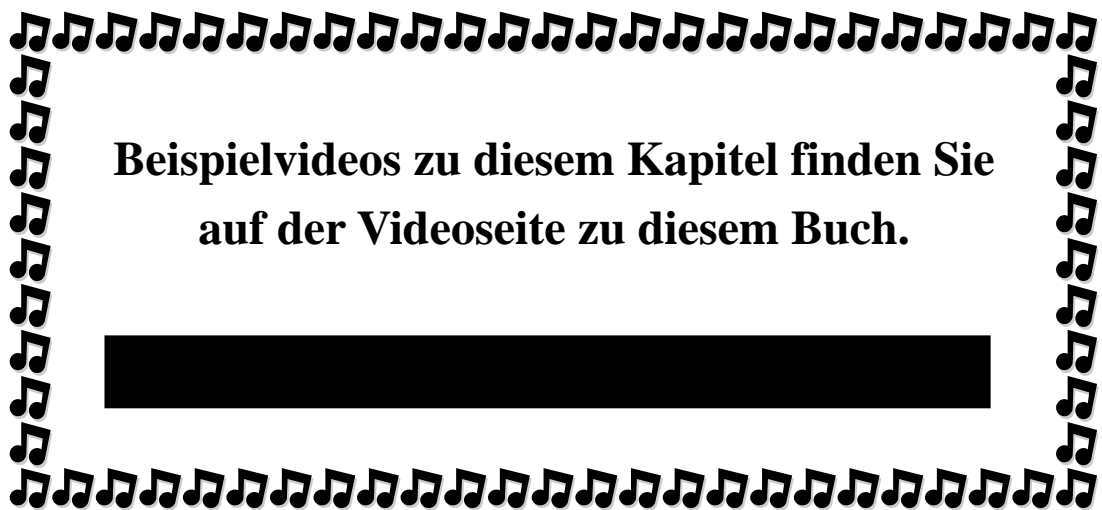 Beispielvideos zu diesem Kapitel finden Sie
auf der Videoseite zu diesem Buch.